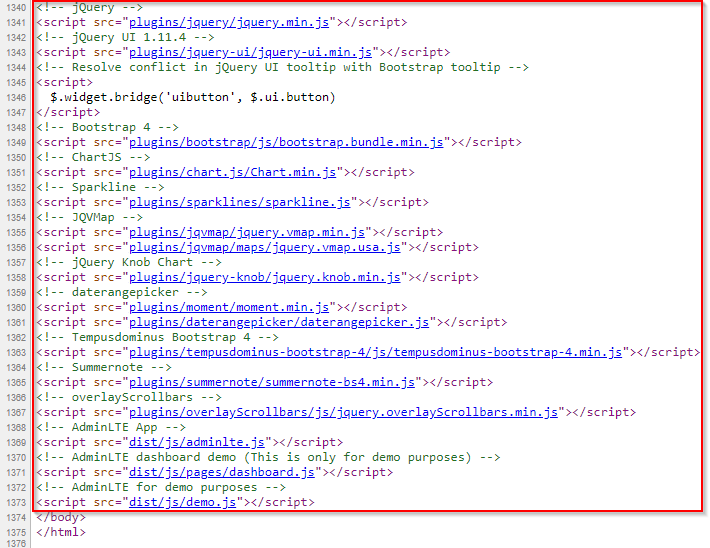 1340 <!-- jQuery -->
1341 <script src="plugins/jquery/jquery.min.js"></script>
1342 <!-- jQuery UI 1.11.4 -->
1343 <script src="plugins/jquery-ui/jquery-ui.min.js"></script>
1344 <!-- Resolve conflict in jQuery UI tooltip with Bootstrap tooltip -->
1345 <script>
1346   $.widget.bridge('uibutton', $.ui.button)
1347 </script>
1348 <!-- Bootstrap 4 -->
1349 <script src="plugins/bootstrap/js/bootstrap.bundle.min.js"></script>
1350 <!-- ChartJS -->
1351 <script src="plugins/chart.js/Chart.min.js"></script>
1352 <!-- Sparkline -->
1353 <script src="plugins/sparklines/sparkline.js"></script>
1354 <!-- JQVMap -->
1355 <script src="plugins/jqvmap/jquery.vmap.min.js"></script>
1356 <script src="plugins/jqvmap/maps/jquery.vmap.usa.js"></script>
1357 <!-- jQuery Knob Chart -->
1358 <script src="plugins/jquery-knob/jquery.knob.min.js"></script>
1359 <!-- daterangepicker -->
1360 <script src="plugins/moment/moment.min.js"></script>
1361 <script src="plugins/daterangepicker/daterangepicker.js"></script>
1362 <!-- Tempusdominus Bootstrap 4 -->
1363 <script src="plugins/tempusdominus-bootstrap-4/js/tempusdominus-bootstrap-4.min.js"></script>
1364 <!-- Summernote -->
1365 <script src="plugins/summernote/summernote-bs4.min.js"></script>
1366 <!-- overlayScrollbars -->
1367 <script src="plugins/overlayScrollbars/js/jquery.overlayScrollbars.min.js"></script>
1368 <!-- AdminLTE App -->
1369 <script src="dist/js/adminlte.js"></script>
1370 <!-- AdminLTE dashboard demo (This is only for demo purposes) -->
1371 <script src="dist/js/pages/dashboard.js"></script>
1372 <!-- AdminLTE for demo purposes -->
1373 <script src="dist/js/demo.js"></script>
1374 </body>
1375 </html>
1376